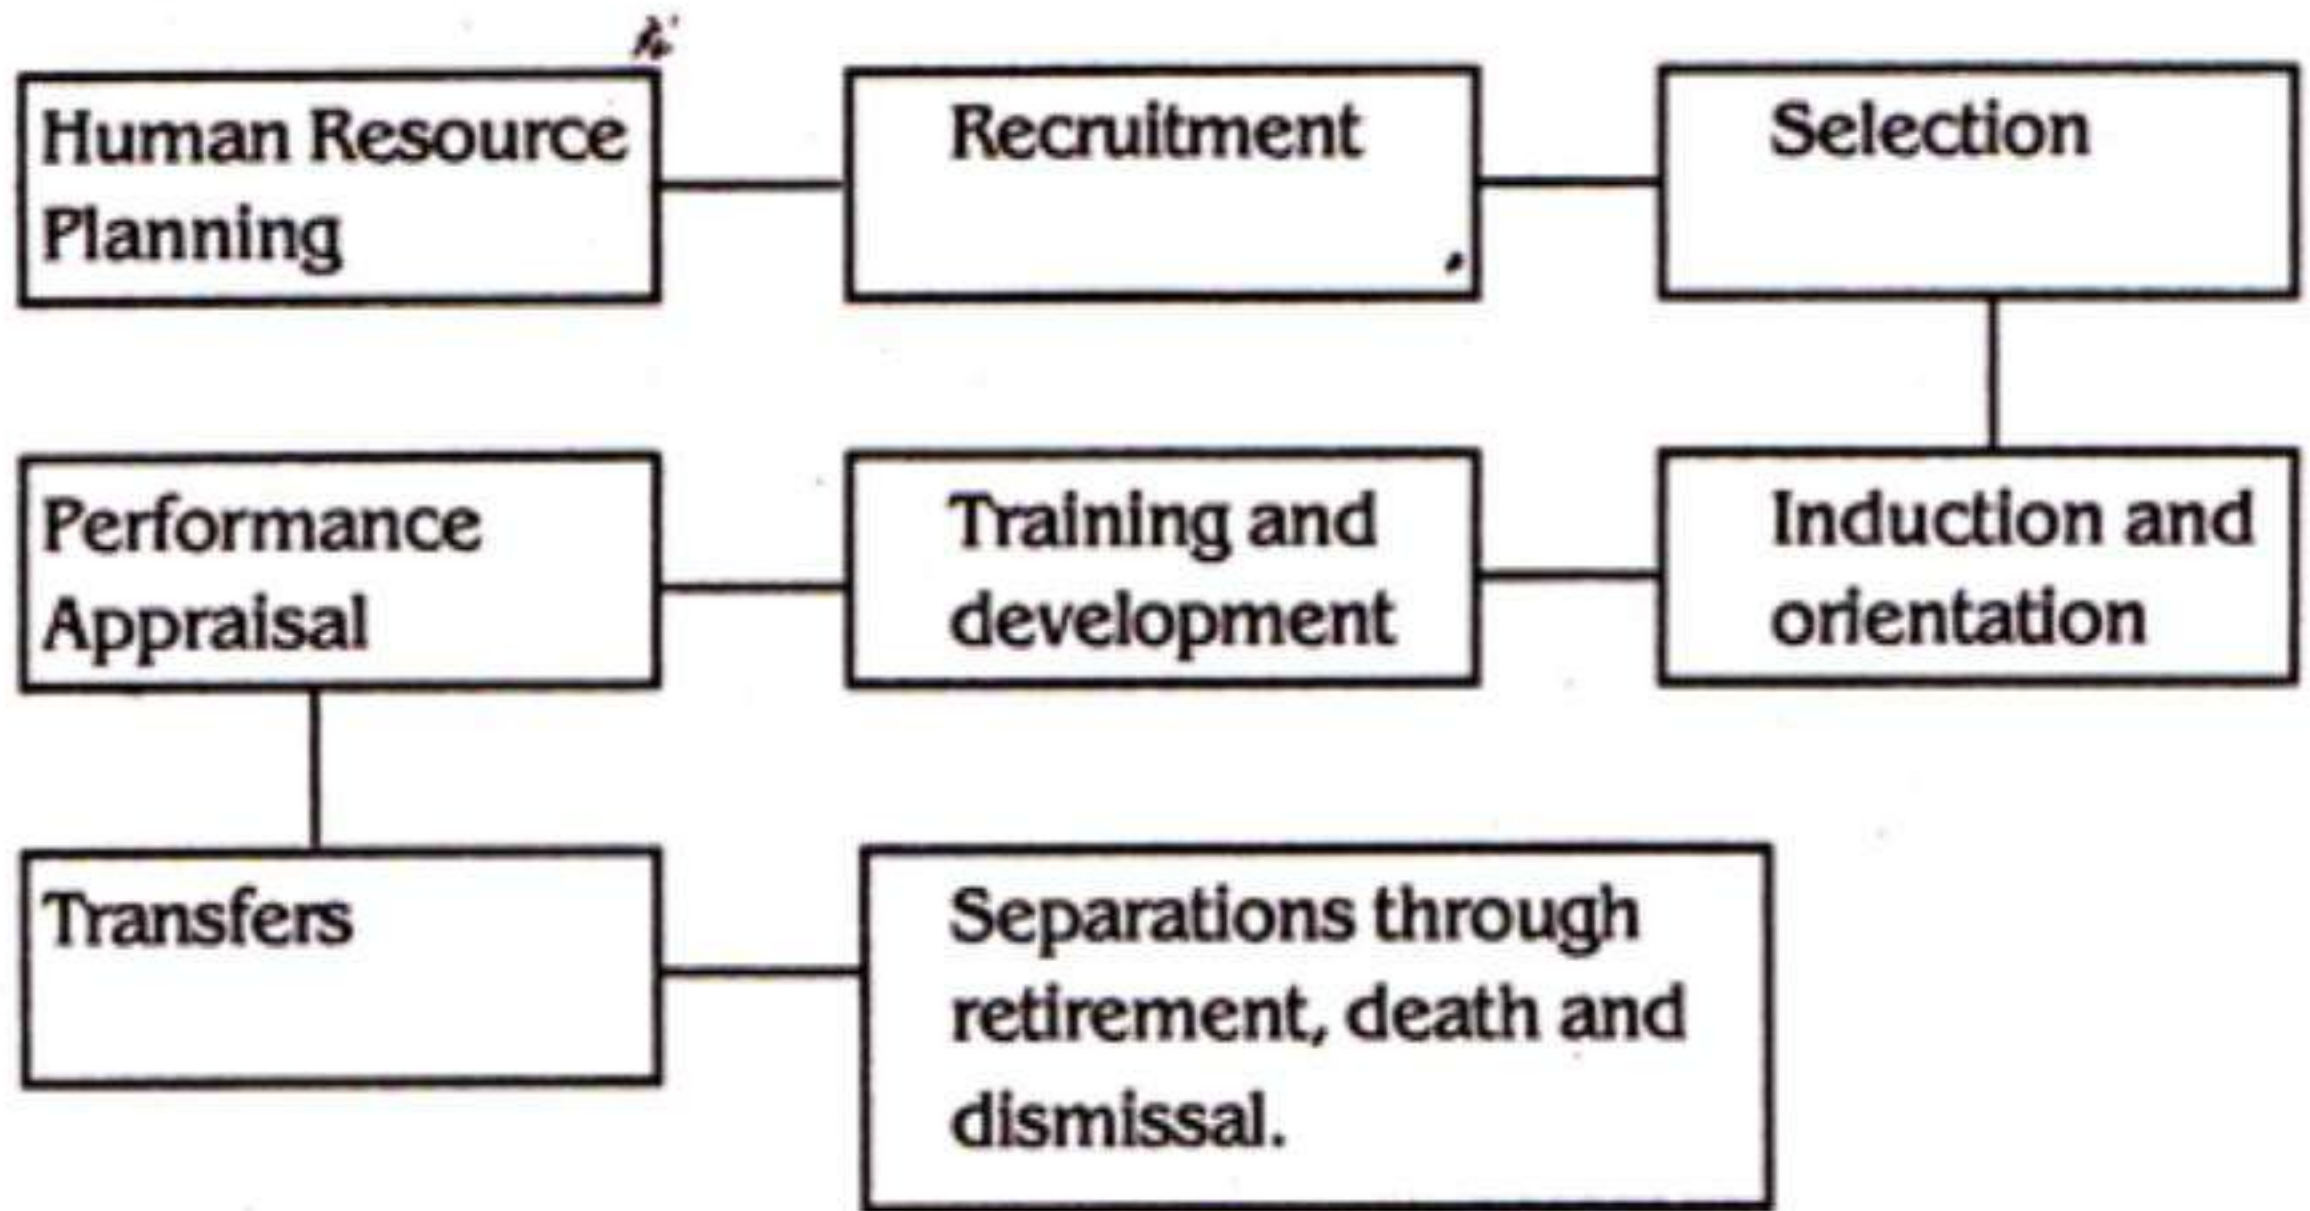 Human Resource
Planning
Recruitment
Selection
Performance
Appraisal
Training and
development
Induction and
orientation
Transfers
Separations through
retirement, death and
dismissal.